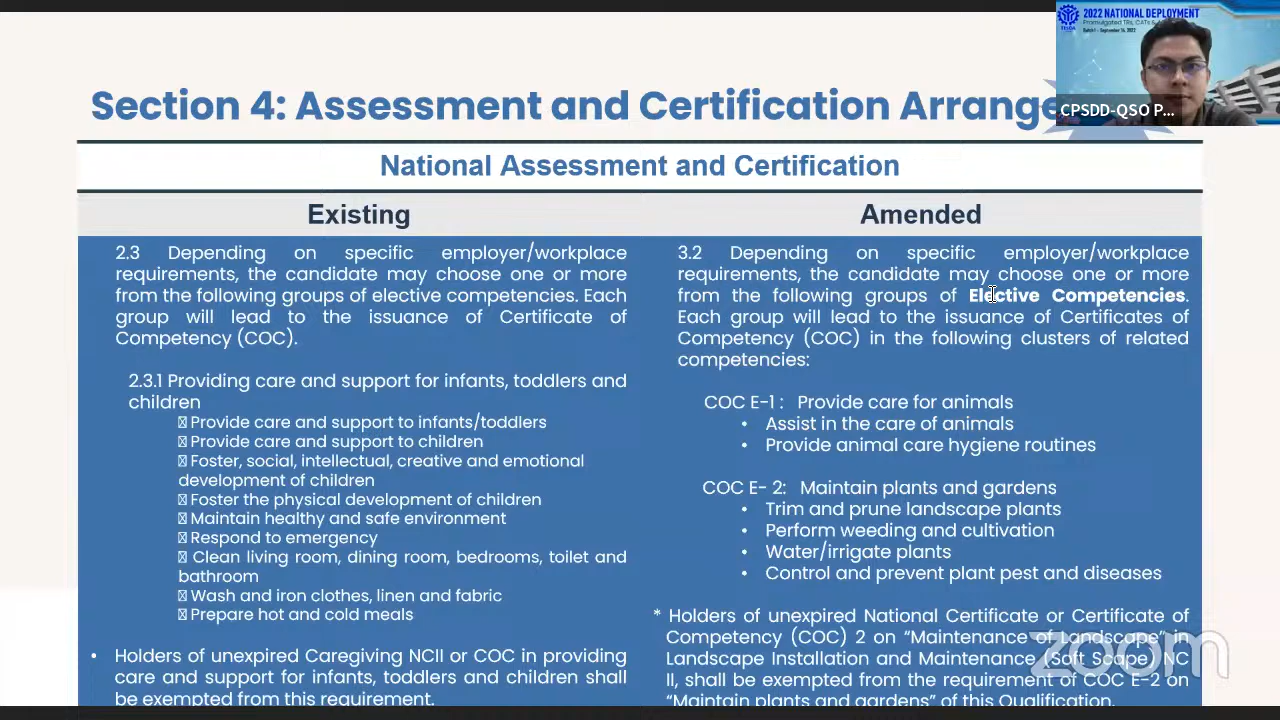 2022 NATIONAL DEPLOYMENT
Promulgated TRs, CATs &
Batch I - September 16, 2022
TESDA
CPSDD-QSO P...
Section 4: Assessment and Certification Arrange
National Assessment and Certification
Existing
2.3 Depending on specific employer/workplace
requirements, the candidate may choose one or more
from the following groups of elective competencies. Each
group will lead to the issuance of Certificate of
Competency (COC).
2.3.1 Providing care and support for infants, toddlers and
children
Provide care and support to infants/toddlers
Provide care and support to children
Foster, social, intellectual, creative and emotional
development of children
Foster the physical development of children
Maintain healthy and safe environment
Respond to emergency
Clean living room, dining room, bedrooms, toilet and
bathroom
Wash and iron clothes, linen and fabric
Prepare hot and cold meals
• Holders of unexpired Caregiving NCII or COC in providing
care and support for infants, toddlers and children shall
be exempted from this requirement.
Amended
3.2 Depending on specific employer/workplace
requirements, the candidate may choose one or more
from the following groups of Elective Competencies.
Each group will lead to the issuance of Certificates of
Competency (COC) in the following clusters of related
competencies:
COC E-1 : Provide care for animals
• Assist in the care of animals
• Provide animal care hygiene routines
COC E- 2: Maintain plants and gardens
• Trim and prune landscape plants
• Perform weeding and cultivation
• Water/irrigate plants
• Control and prevent plant pest and diseases
* Holders of unexpired National Certificate or Certificate of
Competency (COC) 2 on “Maintenance of Landscape” in
Landscape Installation and Maintenance (Soft Scape) NC
II, shall be exempted from the requirement of COC E-2 on
“Maintain plants and gardens” of this Qualification.
zoom